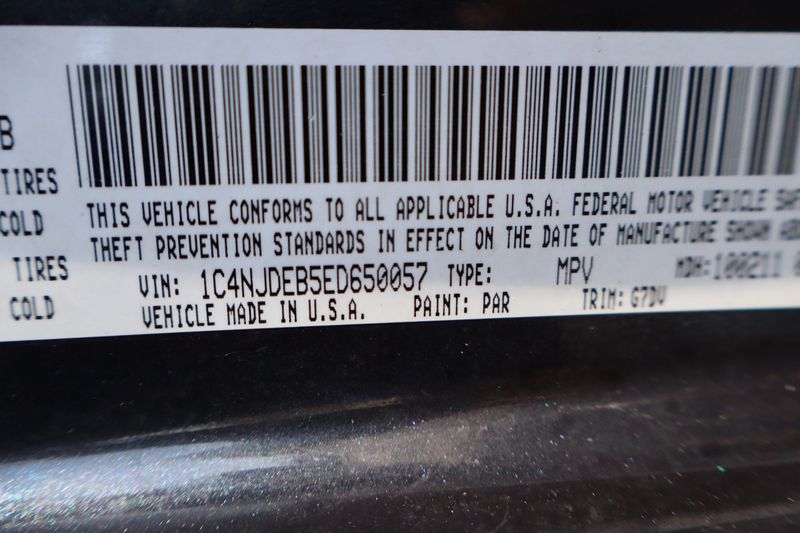 B
TIRES
COLD
TIRES
COLD
THIS VEHICLE CONFORMS TO ALL APPLICABLE U.S.A. FEDERAL MOTOR VEHICLE
THEFT PREVENTION STANDARDS IN EFFECT ON THE DATE OF MANUFACTURE SHOWN
VIN: 1C4NJDEB5ED650057 TYPE: MPV MDH: 100211
VEHICLE MADE IN U.S.A. PAINT: PAR TRIM: G7DV